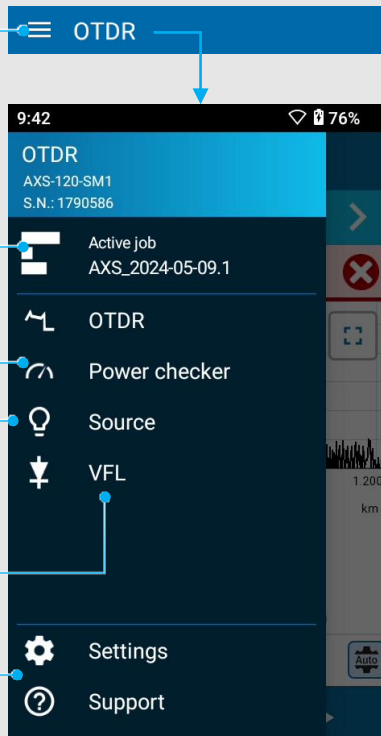 OTDR
9:42
76%
OTDR
AXS-120-SM1
S.N.: 1790586
Active job
AXS_2024-05-09.1
OTDR
Power checker
Source
VFL
1.200
km
Settings
Auto
Support